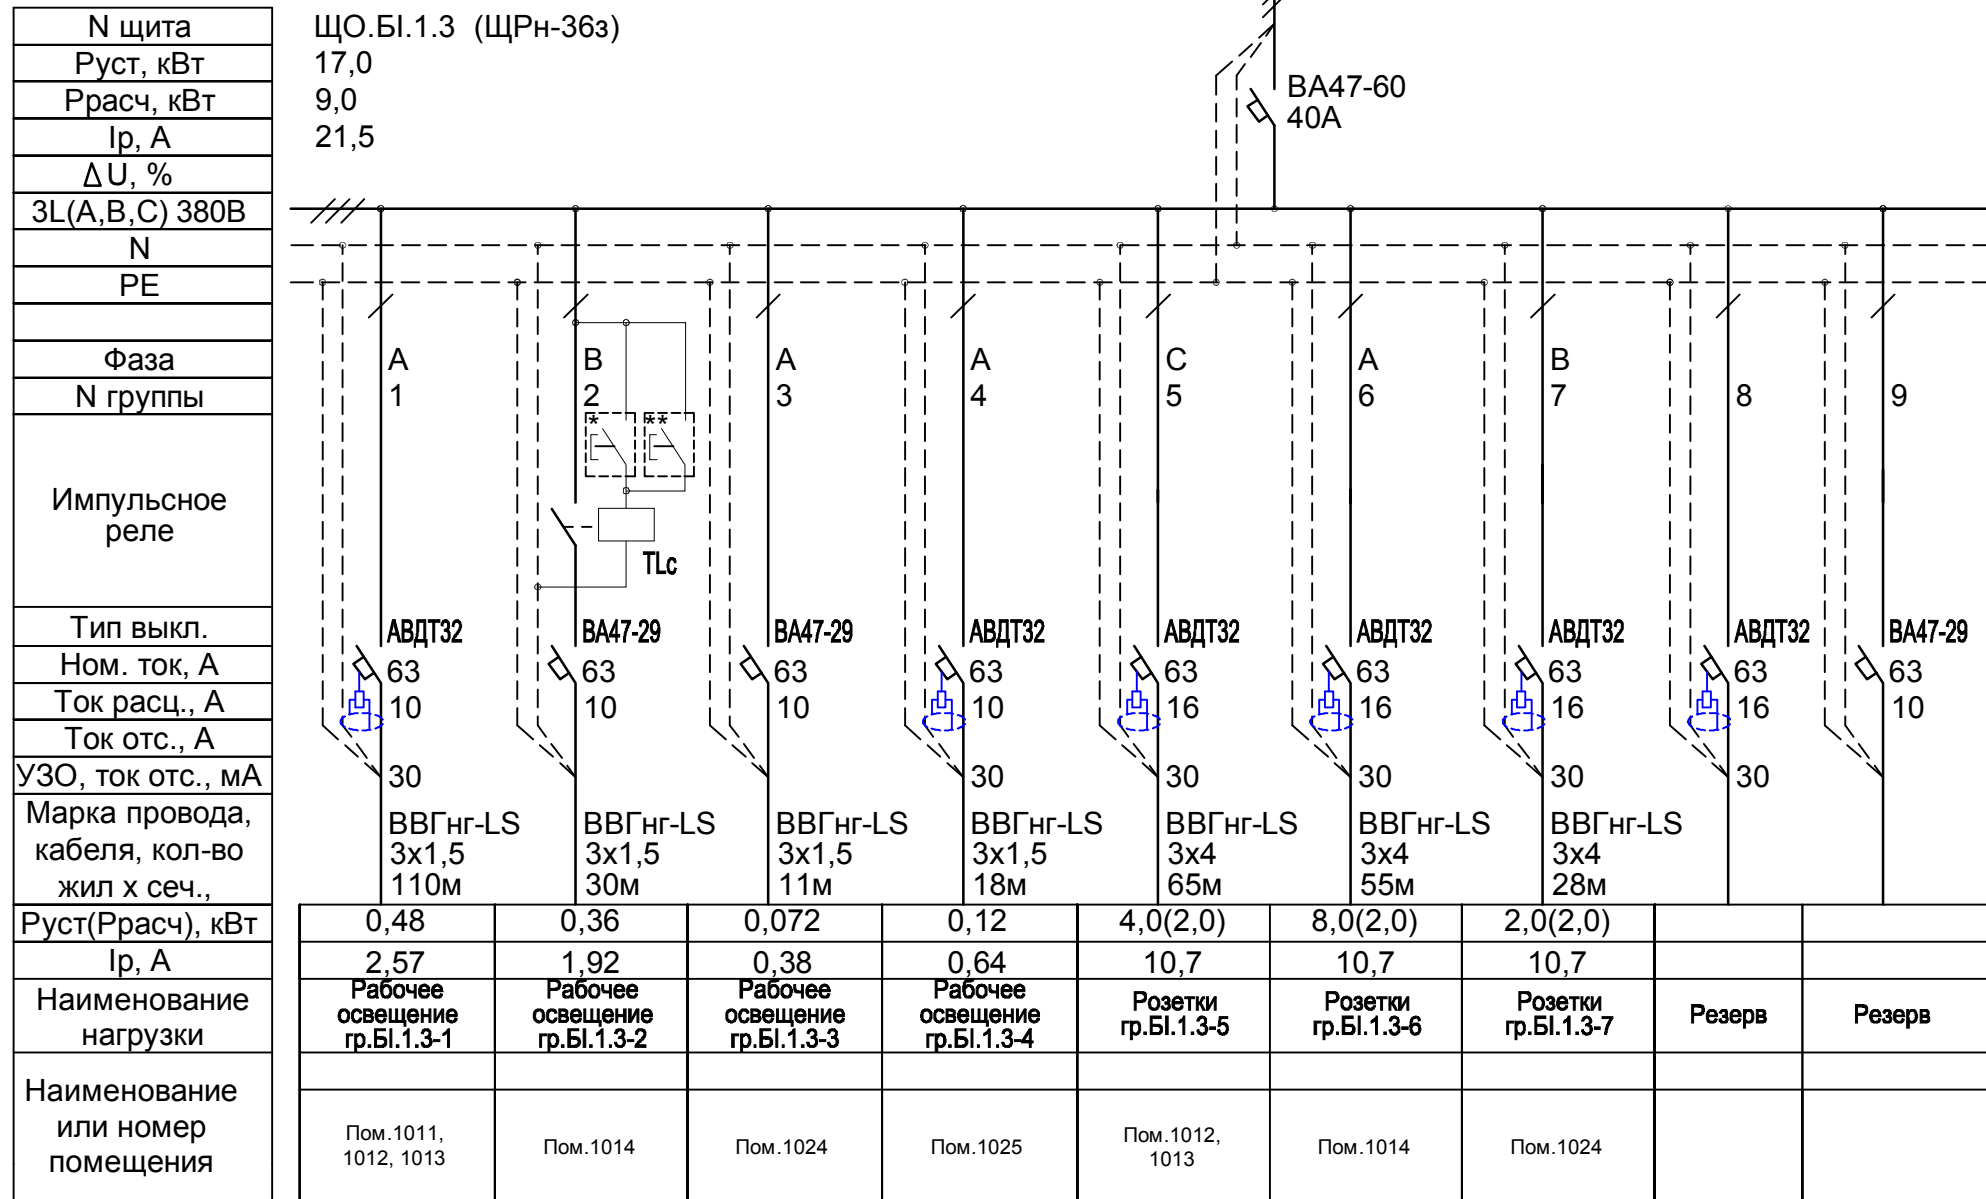 N щита ЩО.БI.1.3 (ЩРн-36з)
Руст, кВт 17,0
Ррасч, кВт 9,0
Iр, А 21,5
ВА47-60
40А
ΔU, %
3L(А,В,С) 380В
N
PE
Фаза А В А А С А В
N группы 1 2 3 4 5 6 7 8 9
* **
Импульсное
реле
TLc
Тип выкл. АВДТ32 ВА47-29 ВА47-29 АВДТ32 АВДТ32 АВДТ32 АВДТ32 АВДТ32 ВА47-29
Ном. ток, А 63 63 63 63 63 63 63 63 63
Ток расц., А 10 10 10 10 16 16 16 16 10
Ток отс., А
УЗО, ток отс., мА 30 30 30 30 30 30
Марка провода,
кабеля, кол-во
жил х сеч.,
ВВГнг-LS ВВГнг-LS ВВГнг-LS ВВГнг-LS ВВГнг-LS ВВГнг-LS ВВГнг-LS
3х1,5 3х1,5 3х1,5 3х1,5 3х4 3х4 3х4
110м 30м 11м 18м 65м 55м 28м
Руст(Ррасч), кВт 0,48 0,36 0,072 0,12 4,0(2,0) 8,0(2,0) 2,0(2,0)
Iр, А 2,57 1,92 0,38 0,64 10,7 10,7 10,7
Наименование
нагрузки
Рабочее
освещение
гр.БI.1.3-1
Рабочее
освещение
гр.БI.1.3-2
Рабочее
освещение
гр.БI.1.3-3
Рабочее
освещение
гр.БI.1.3-4
Розетки
гр.БI.1.3-5
Розетки
гр.БI.1.3-6
Розетки
гр.БI.1.3-7
Резерв
Резерв
Наименование
или номер
помещения
Пом.1011,
1012, 1013
Пом.1014
Пом.1024
Пом.1025
Пом.1012,
1013
Пом.1014
Пом.1024